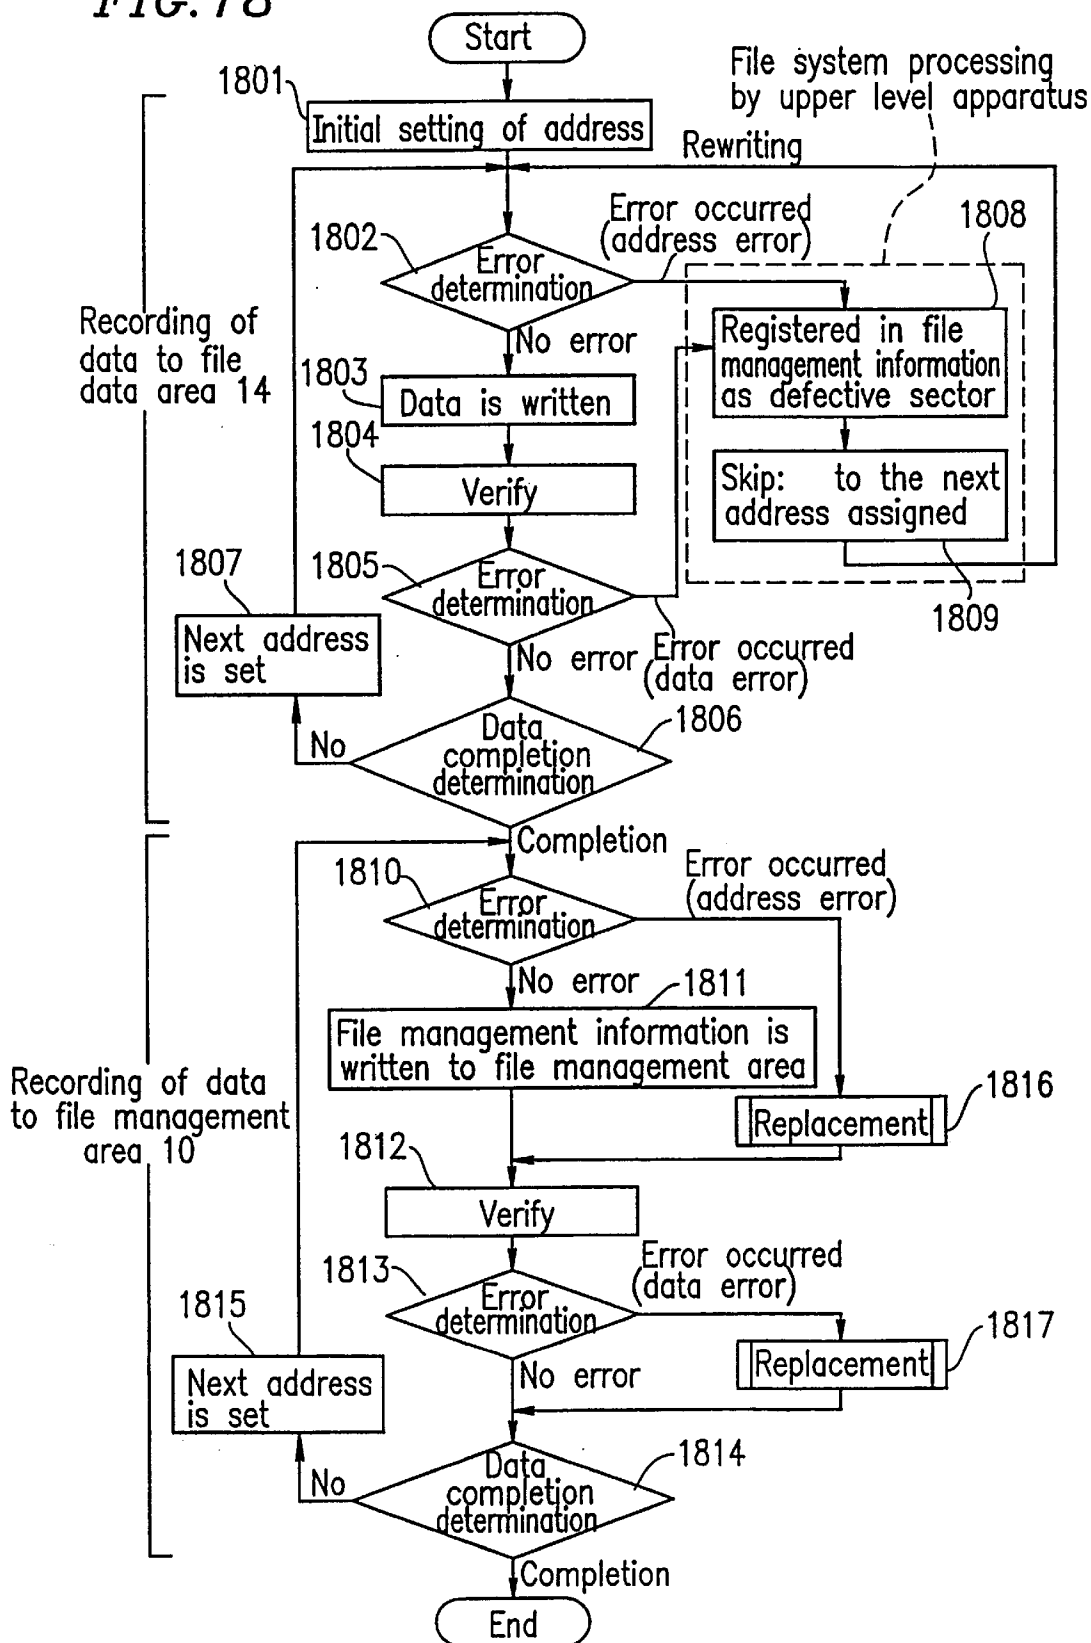 FIG. 18
Start
File system processing
by upper level apparatus
1801
Initial setting of address
Rewriting
Error occurred
(address error)
1808
1802
Error
determination
Recording of
data to file
data area 14
No error
Registered in file
management information
as defective sector
1803
Data is written
1804
Verify
Skip: to the next
address assigned
1807
1805
Error
determination
1809
Next address
is set
No error
Error occurred
(data error)
1806
Data
completion
determination
No
Completion
Error occurred
(address error)
1810
Error
determination
No error
1811
File management information is
written to file management area
Recording of data
to file management
area 10
1816
Replacement
1812
Verify
Error occurred
(data error)
1813
Error
determination
1815
1817
Replacement
No error
Next address
is set
1814
Data
completion
determination
No
Completion
End